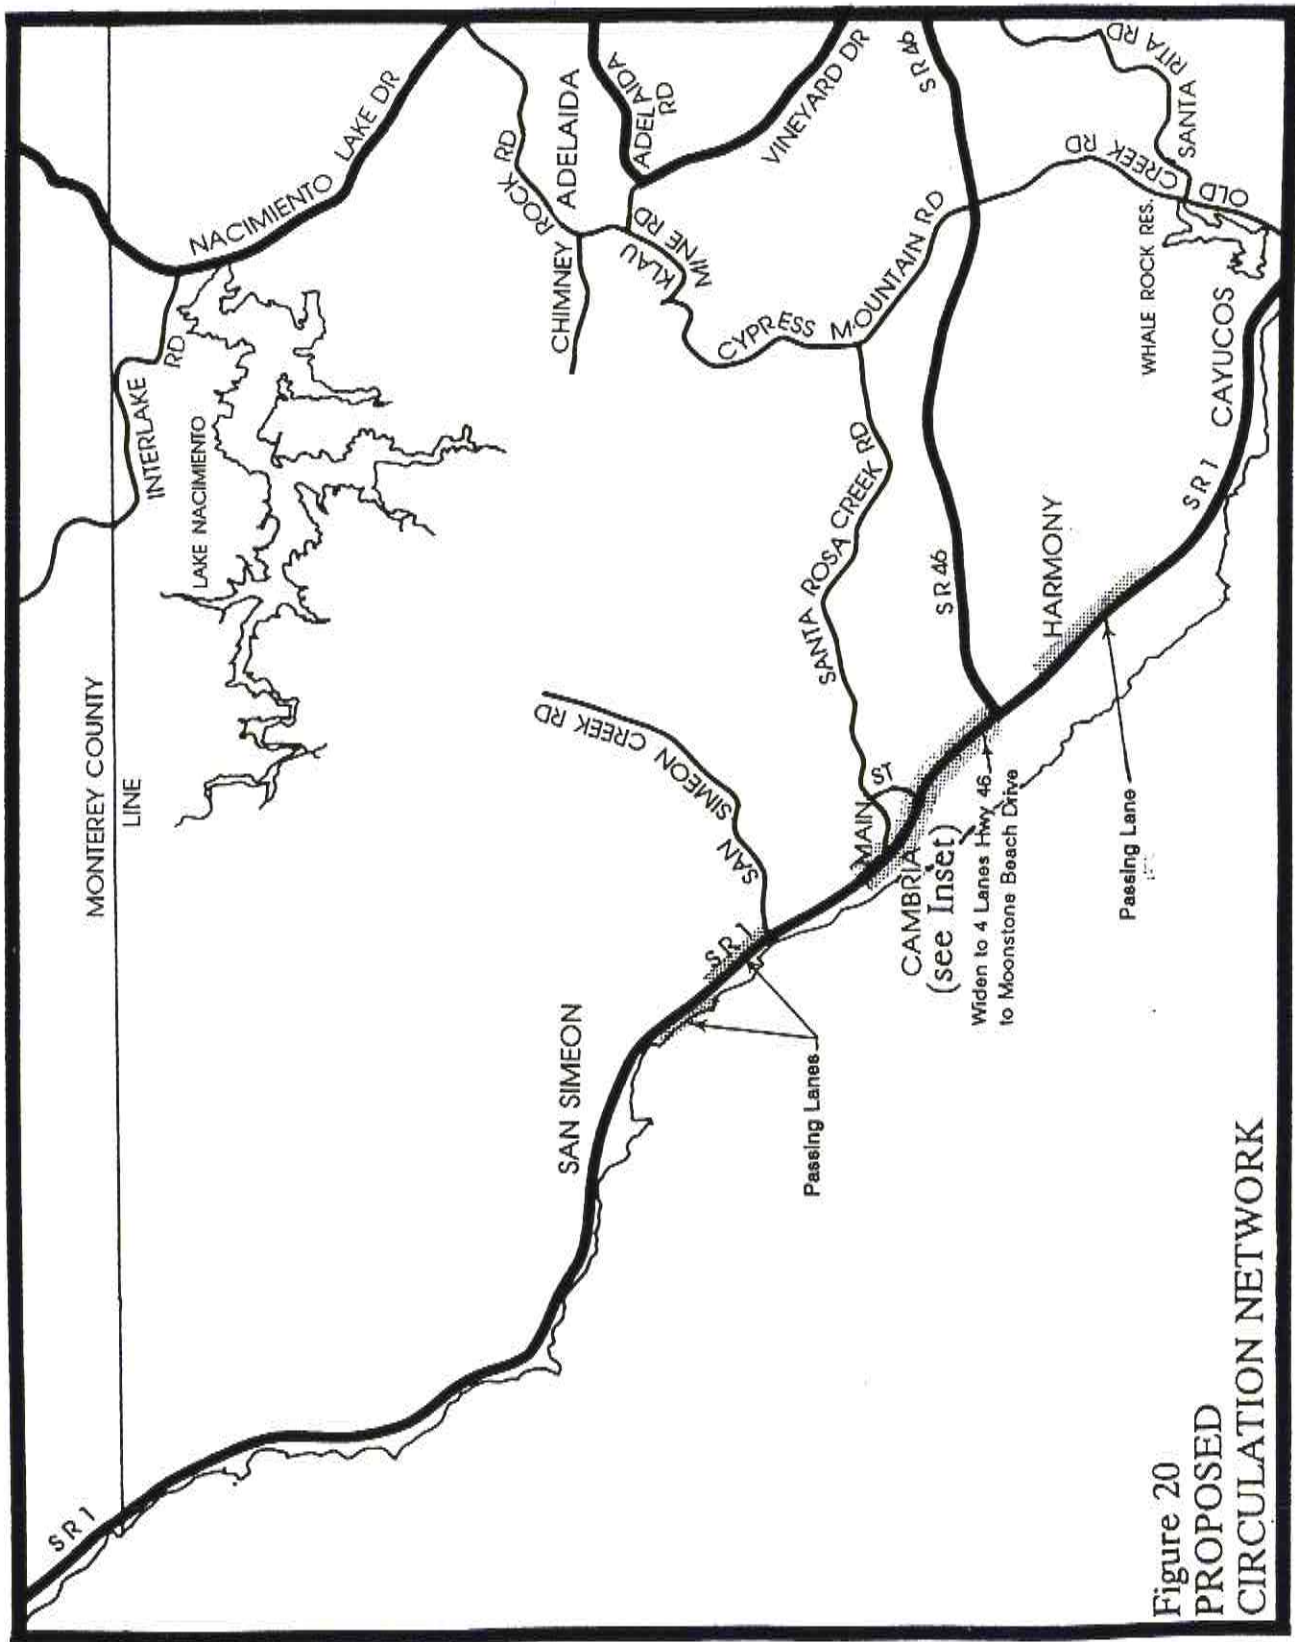 MONTEREY COUNTY
LINE
SR 1
INTERLAKE
RD
LAKE NACIMIENTO
NACIMIENTO LAKE DR
CHIMNEY ROCK RD
ADELAIDA
ADELAIDA
RD
KLAU
MINE RD
VINEYARD DR
CYPRESS MOUNTAIN RD
SR 46
SANTA ROSA CREEK RD
SR 46
OLD CREEK RD
SANTA RITA RD
WHALE ROCK RES.
CAYUCOS
SR 1
HARMONY
SAN SIMEON CREEK RD
MAIN ST
CAMBRIA
(see Inset)
Widen to 4 Lanes Hwy 46
to Moonstone Beach Drive
Passing Lane
SR 1
SAN SIMEON
Passing Lanes
Figure 20
PROPOSED
CIRCULATION NETWORK